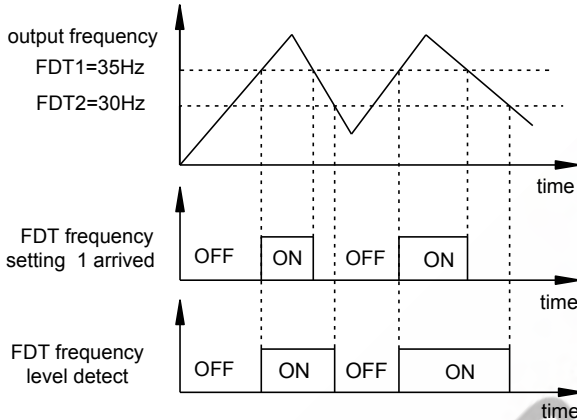 output frequency
FDT1=35Hz
FDT2=30Hz
time
FDT frequency
setting 1 arrived
OFF ON OFF ON
time
FDT frequency
level detect
OFF ON OFF ON
time